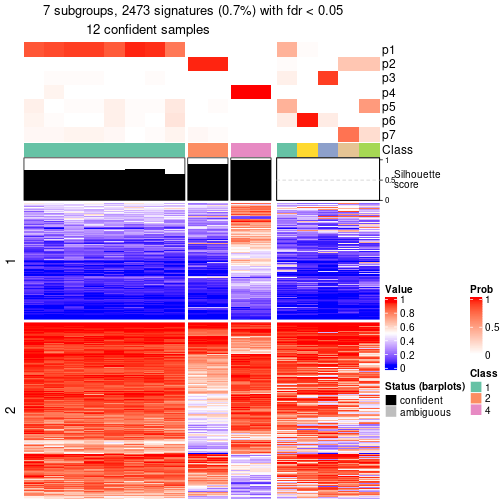 7 subgroups, 2473 signatures (0.7%) with fdr < 0.05
12 confident samples
p1
p2
p3
p4
p5
p6
p7
Class
1
0.5
0
Silhouette
score
1
2
Value
1
0.8
0.6
0.4
0.2
0
Prob
1
0.5
0
Status (barplots)
confident
ambiguous
Class
1
2
4